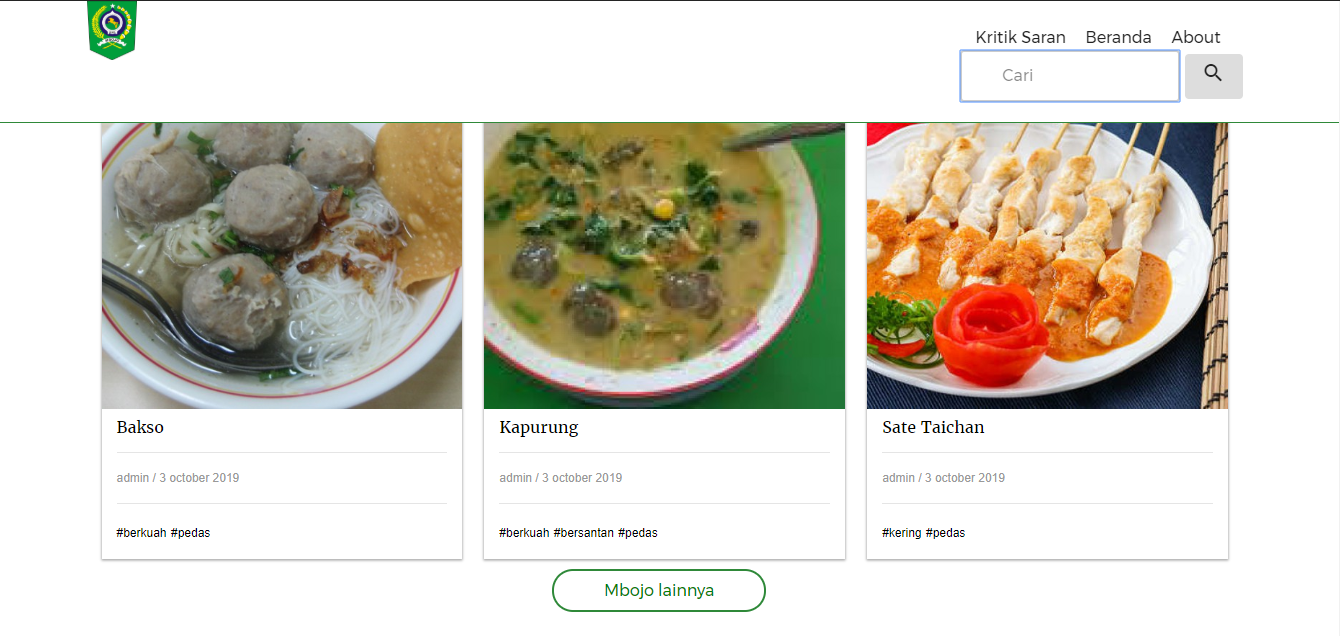 Kritik Saran Beranda About
Cari
Bakso
admin / 3 october 2019
#berkuah #pedas
Kapurung
admin / 3 october 2019
#berkuah #bersantan #pedas
Sate Taichan
admin / 3 october 2019
#kering #pedas
Mbojo lainnya